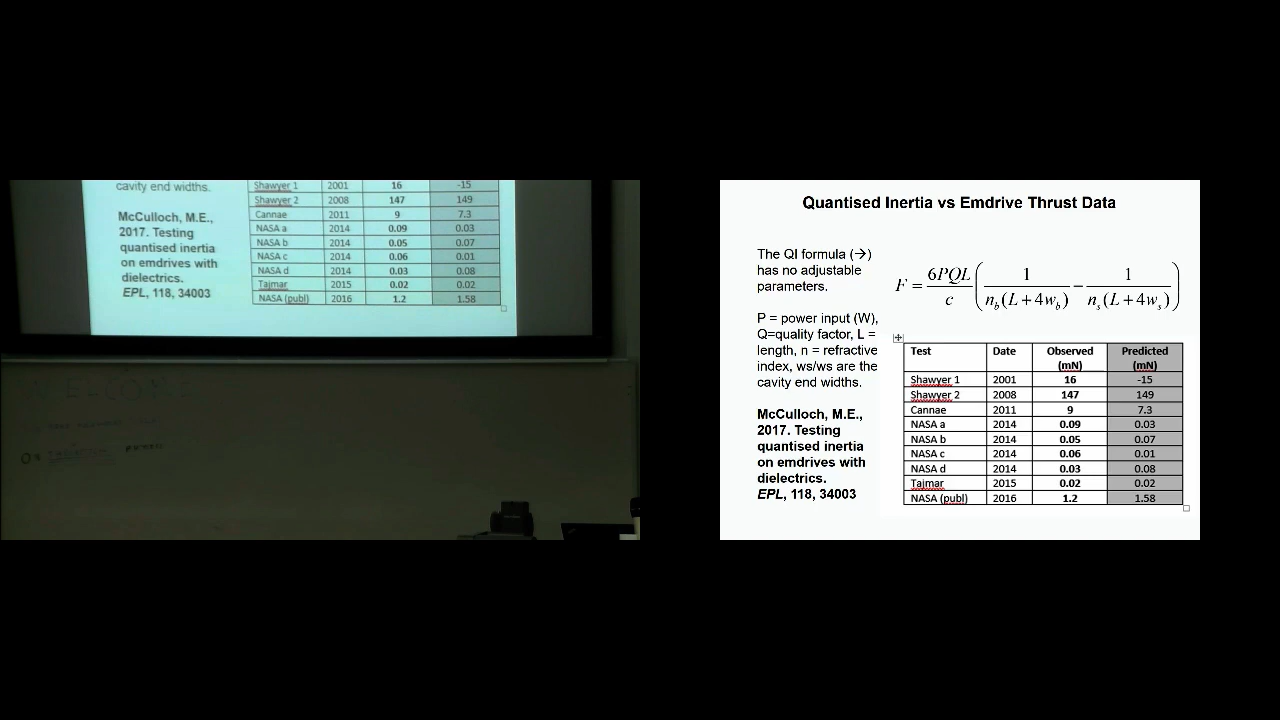 cavity end widths.
McCulloch, M.E.,
2017. Testing
quantised inertia
on emdrives with
dielectrics.
EPL, 118, 34003
Shawyer 1 2001 16 -15
Shawyer 2 2008 147 149
Cannae 2011 9 7.3
NASA a 2014 0.09 0.03
NASA b 2014 0.05 0.07
NASA c 2014 0.06 0.01
NASA d 2014 0.03 0.08
Tajmar 2015 0.02 0.02
NASA (publ) 2016 1.2 1.58
WELCOME
Quantised Inertia vs Emdrive Thrust Data
The QI formula (→)
has no adjustable
parameters.
P = power input (W),
Q=quality factor, L =
length, n = refractive
index, ws/ws are the
cavity end widths.
McCulloch, M.E.,
2017. Testing
quantised inertia
on emdrives with
dielectrics.
EPL, 118, 34003
F = 6PQL/c (1/(n_b(L+4w_b)) − 1/(n_s(L+4w_s)))
Test Date Observed (mN) Predicted (mN)
Shawyer 1 2001 16 -15
Shawyer 2 2008 147 149
Cannae 2011 9 7.3
NASA a 2014 0.09 0.03
NASA b 2014 0.05 0.07
NASA c 2014 0.06 0.01
NASA d 2014 0.03 0.08
Tajmar 2015 0.02 0.02
NASA (publ) 2016 1.2 1.58